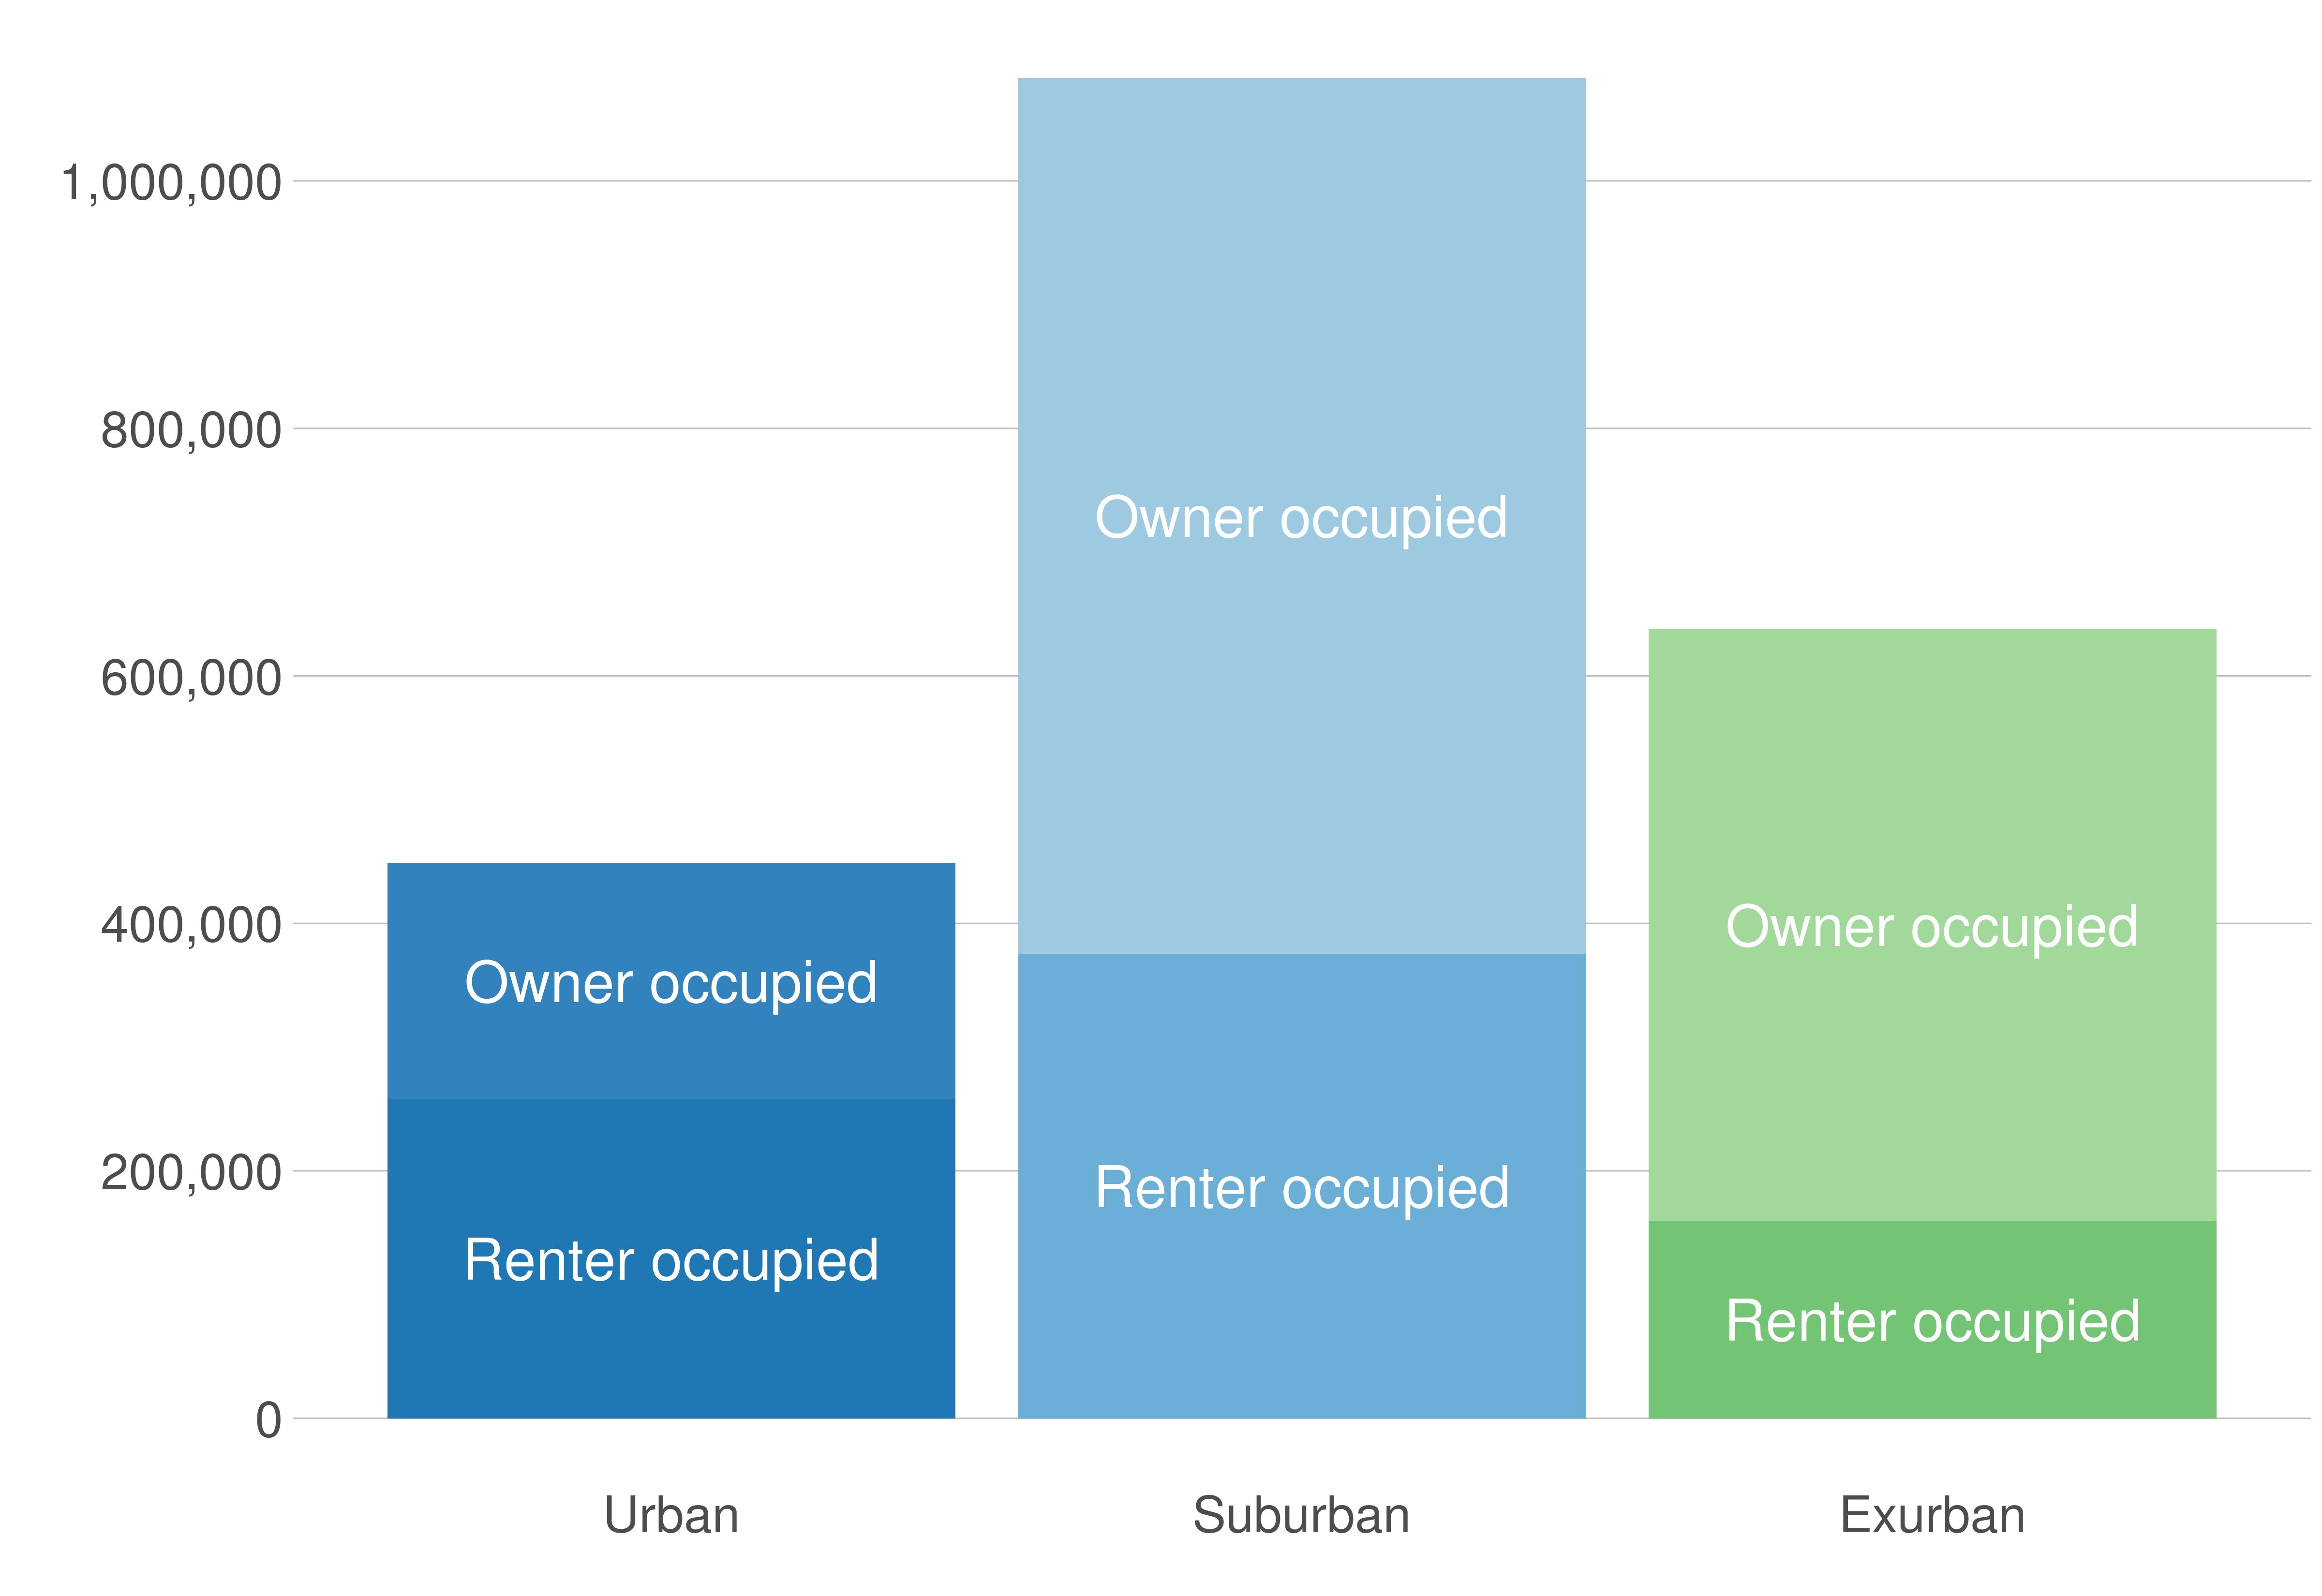 1,000,000
800,000
600,000
400,000
200,000
0
Owner occupied
Renter occupied
Owner occupied
Renter occupied
Owner occupied
Renter occupied
Urban
Suburban
Exurban